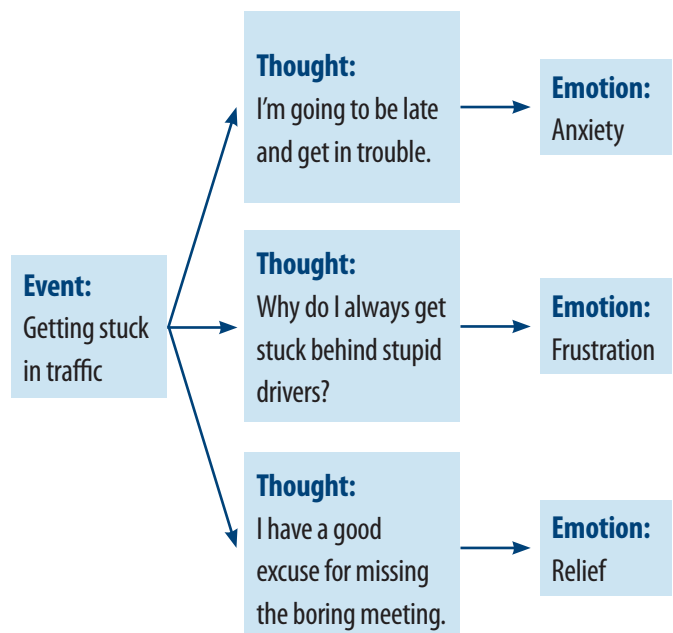 Event:
Getting stuck
in traffic
Thought:
I'm going to be late
and get in trouble.
Emotion:
Anxiety
Thought:
Why do I always get
stuck behind stupid
drivers?
Emotion:
Frustration
Thought:
I have a good
excuse for missing
the boring meeting.
Emotion:
Relief